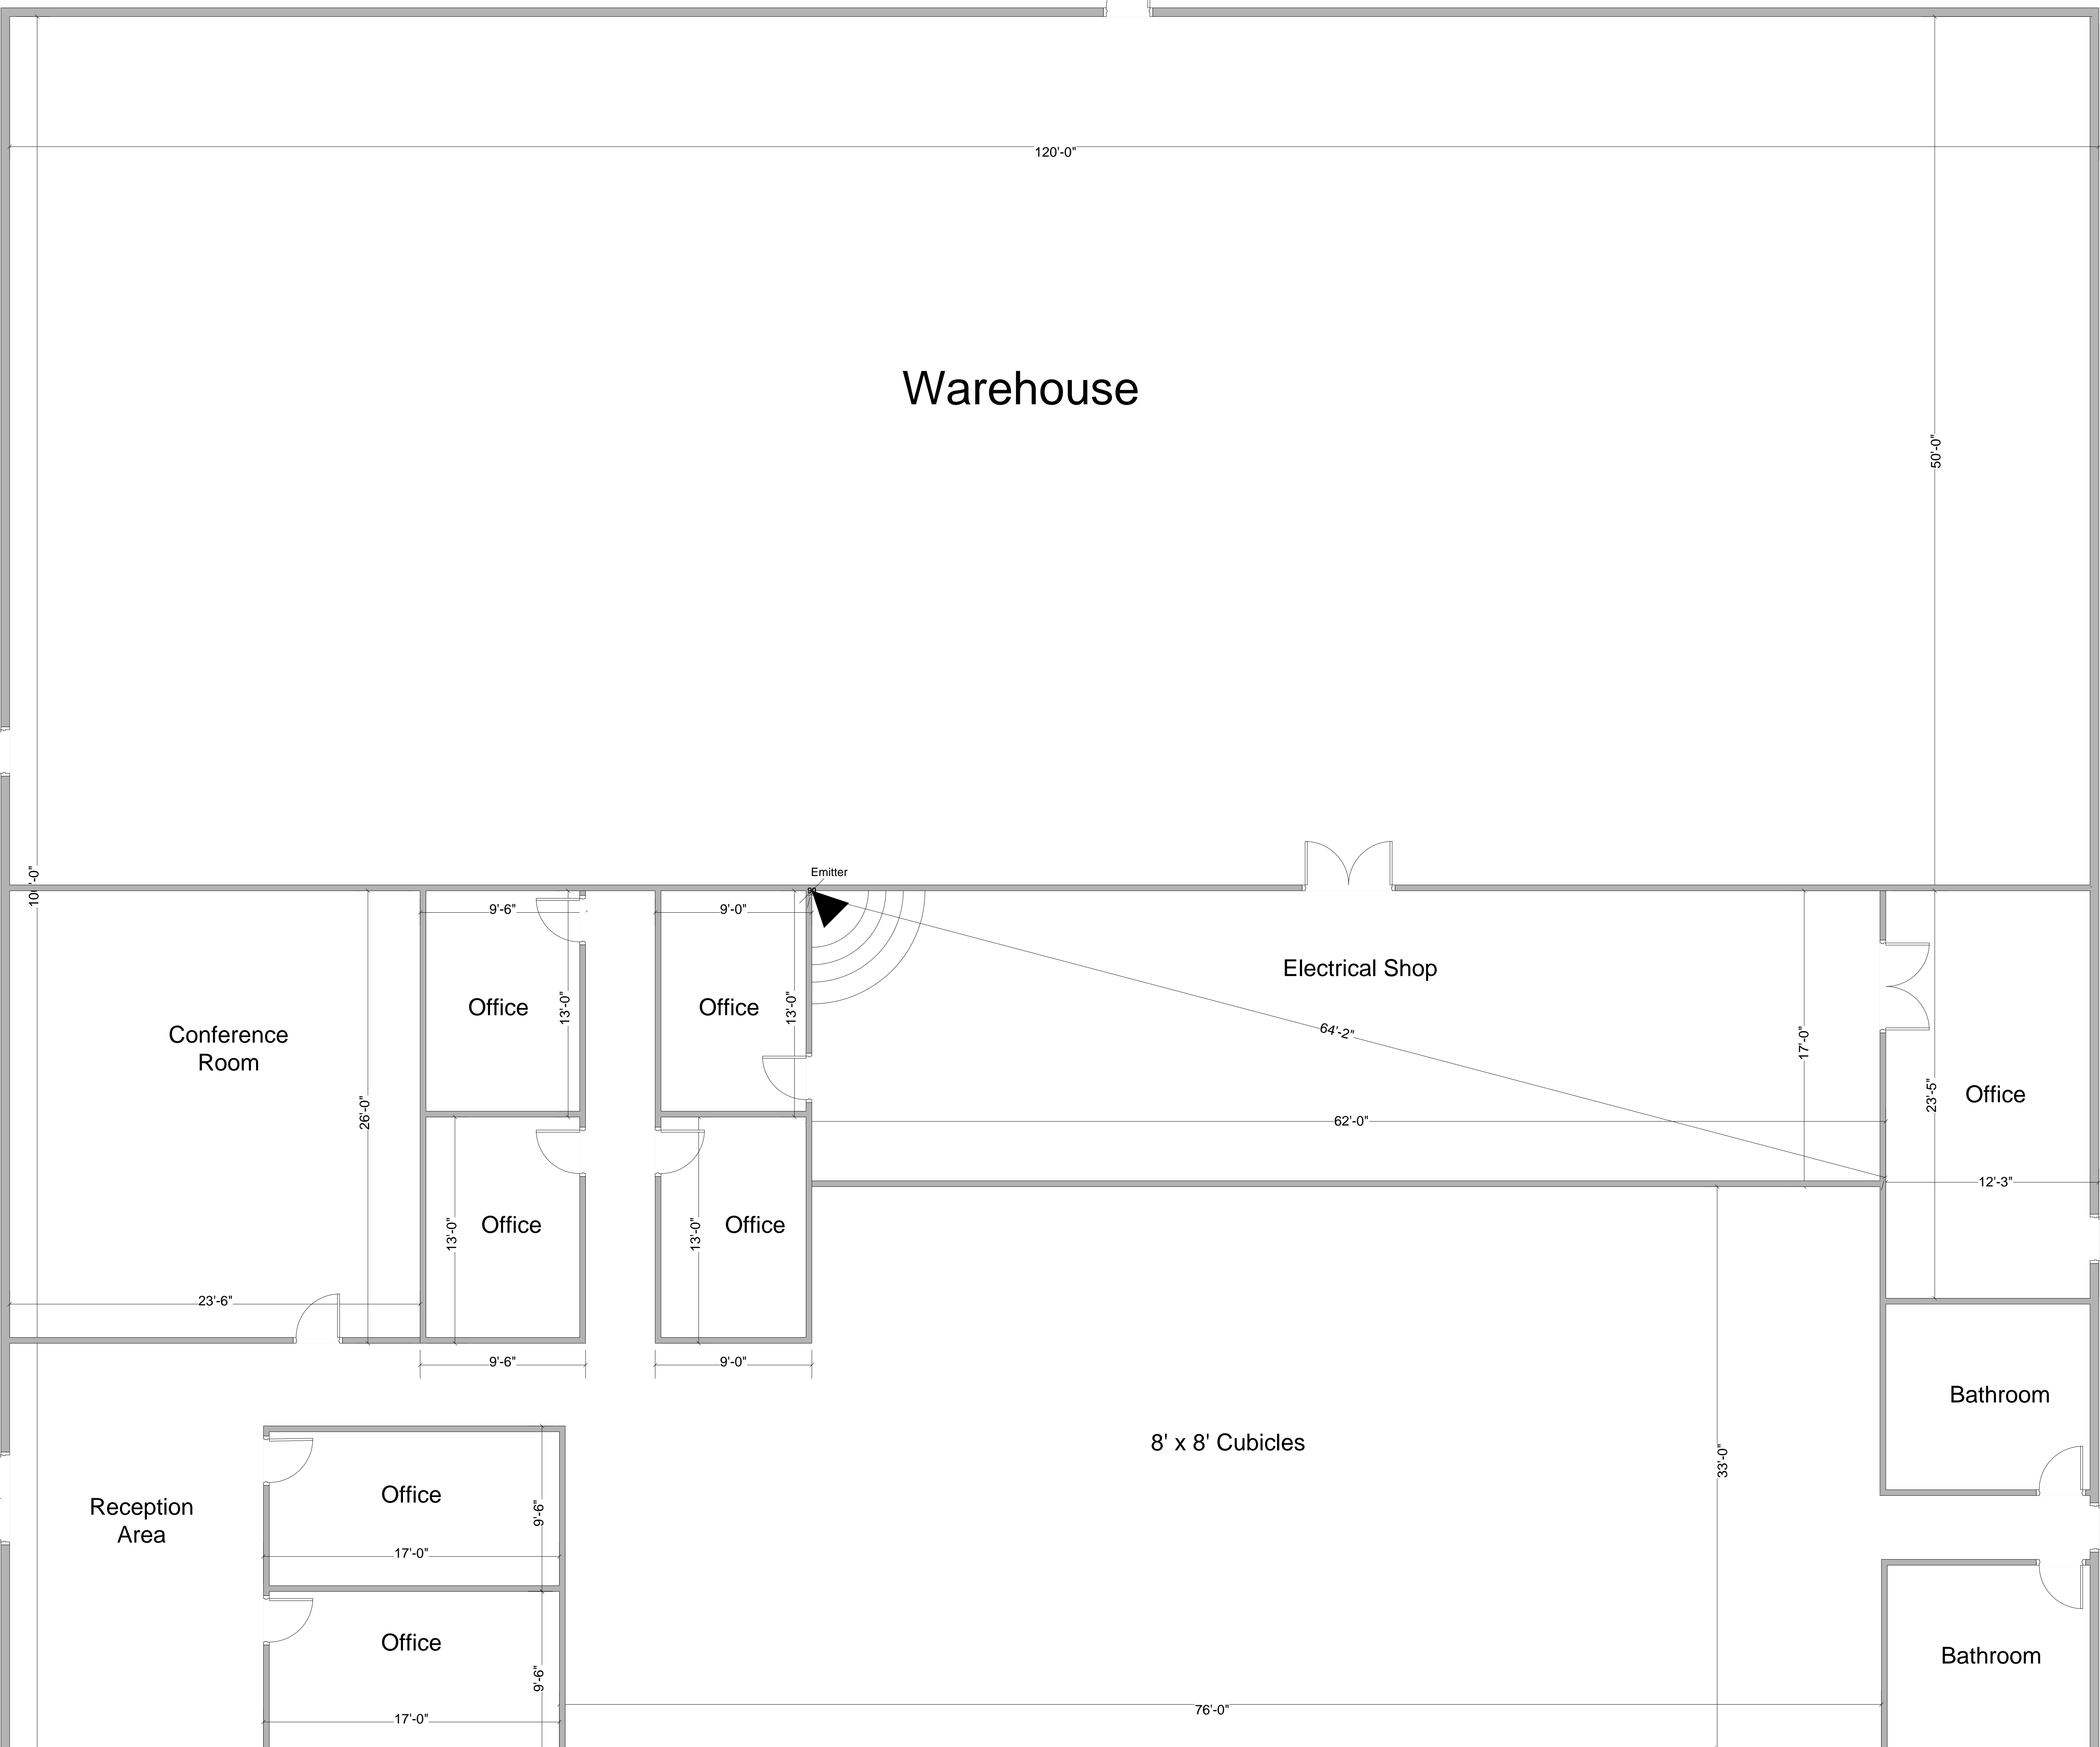 120'-0"
Warehouse
50'-0"
Emitter
90
9'-6"
9'-0"
Electrical Shop
Office
Office
13'-0"
13'-0"
Conference
Room
64'-2"
17'-0"
23'-5"
Office
26'-0"
62'-0"
12'-3"
Office
Office
13'-0"
13'-0"
23'-6"
9'-6"
9'-0"
Bathroom
8' x 8' Cubicles
33'-0"
Office
Reception
Area
9'-6"
17'-0"
Office
Bathroom
9'-6"
76'-0"
17'-0"